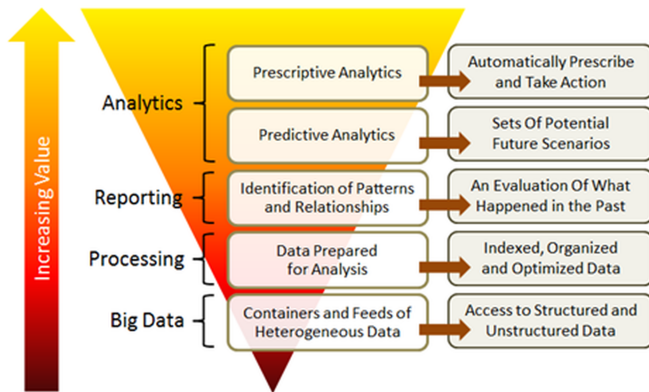 Increasing Value
Analytics
Prescriptive Analytics
Automatically Prescribe
and Take Action
Predictive Analytics
Sets Of Potential
Future Scenarios
Reporting
Identification of Patterns
and Relationships
An Evaluation Of What
Happened in the Past
Processing
Data Prepared
for Analysis
Indexed, Organized
and Optimized Data
Big Data
Containers and Feeds of
Heterogeneous Data
Access to Structured and
Unstructured Data